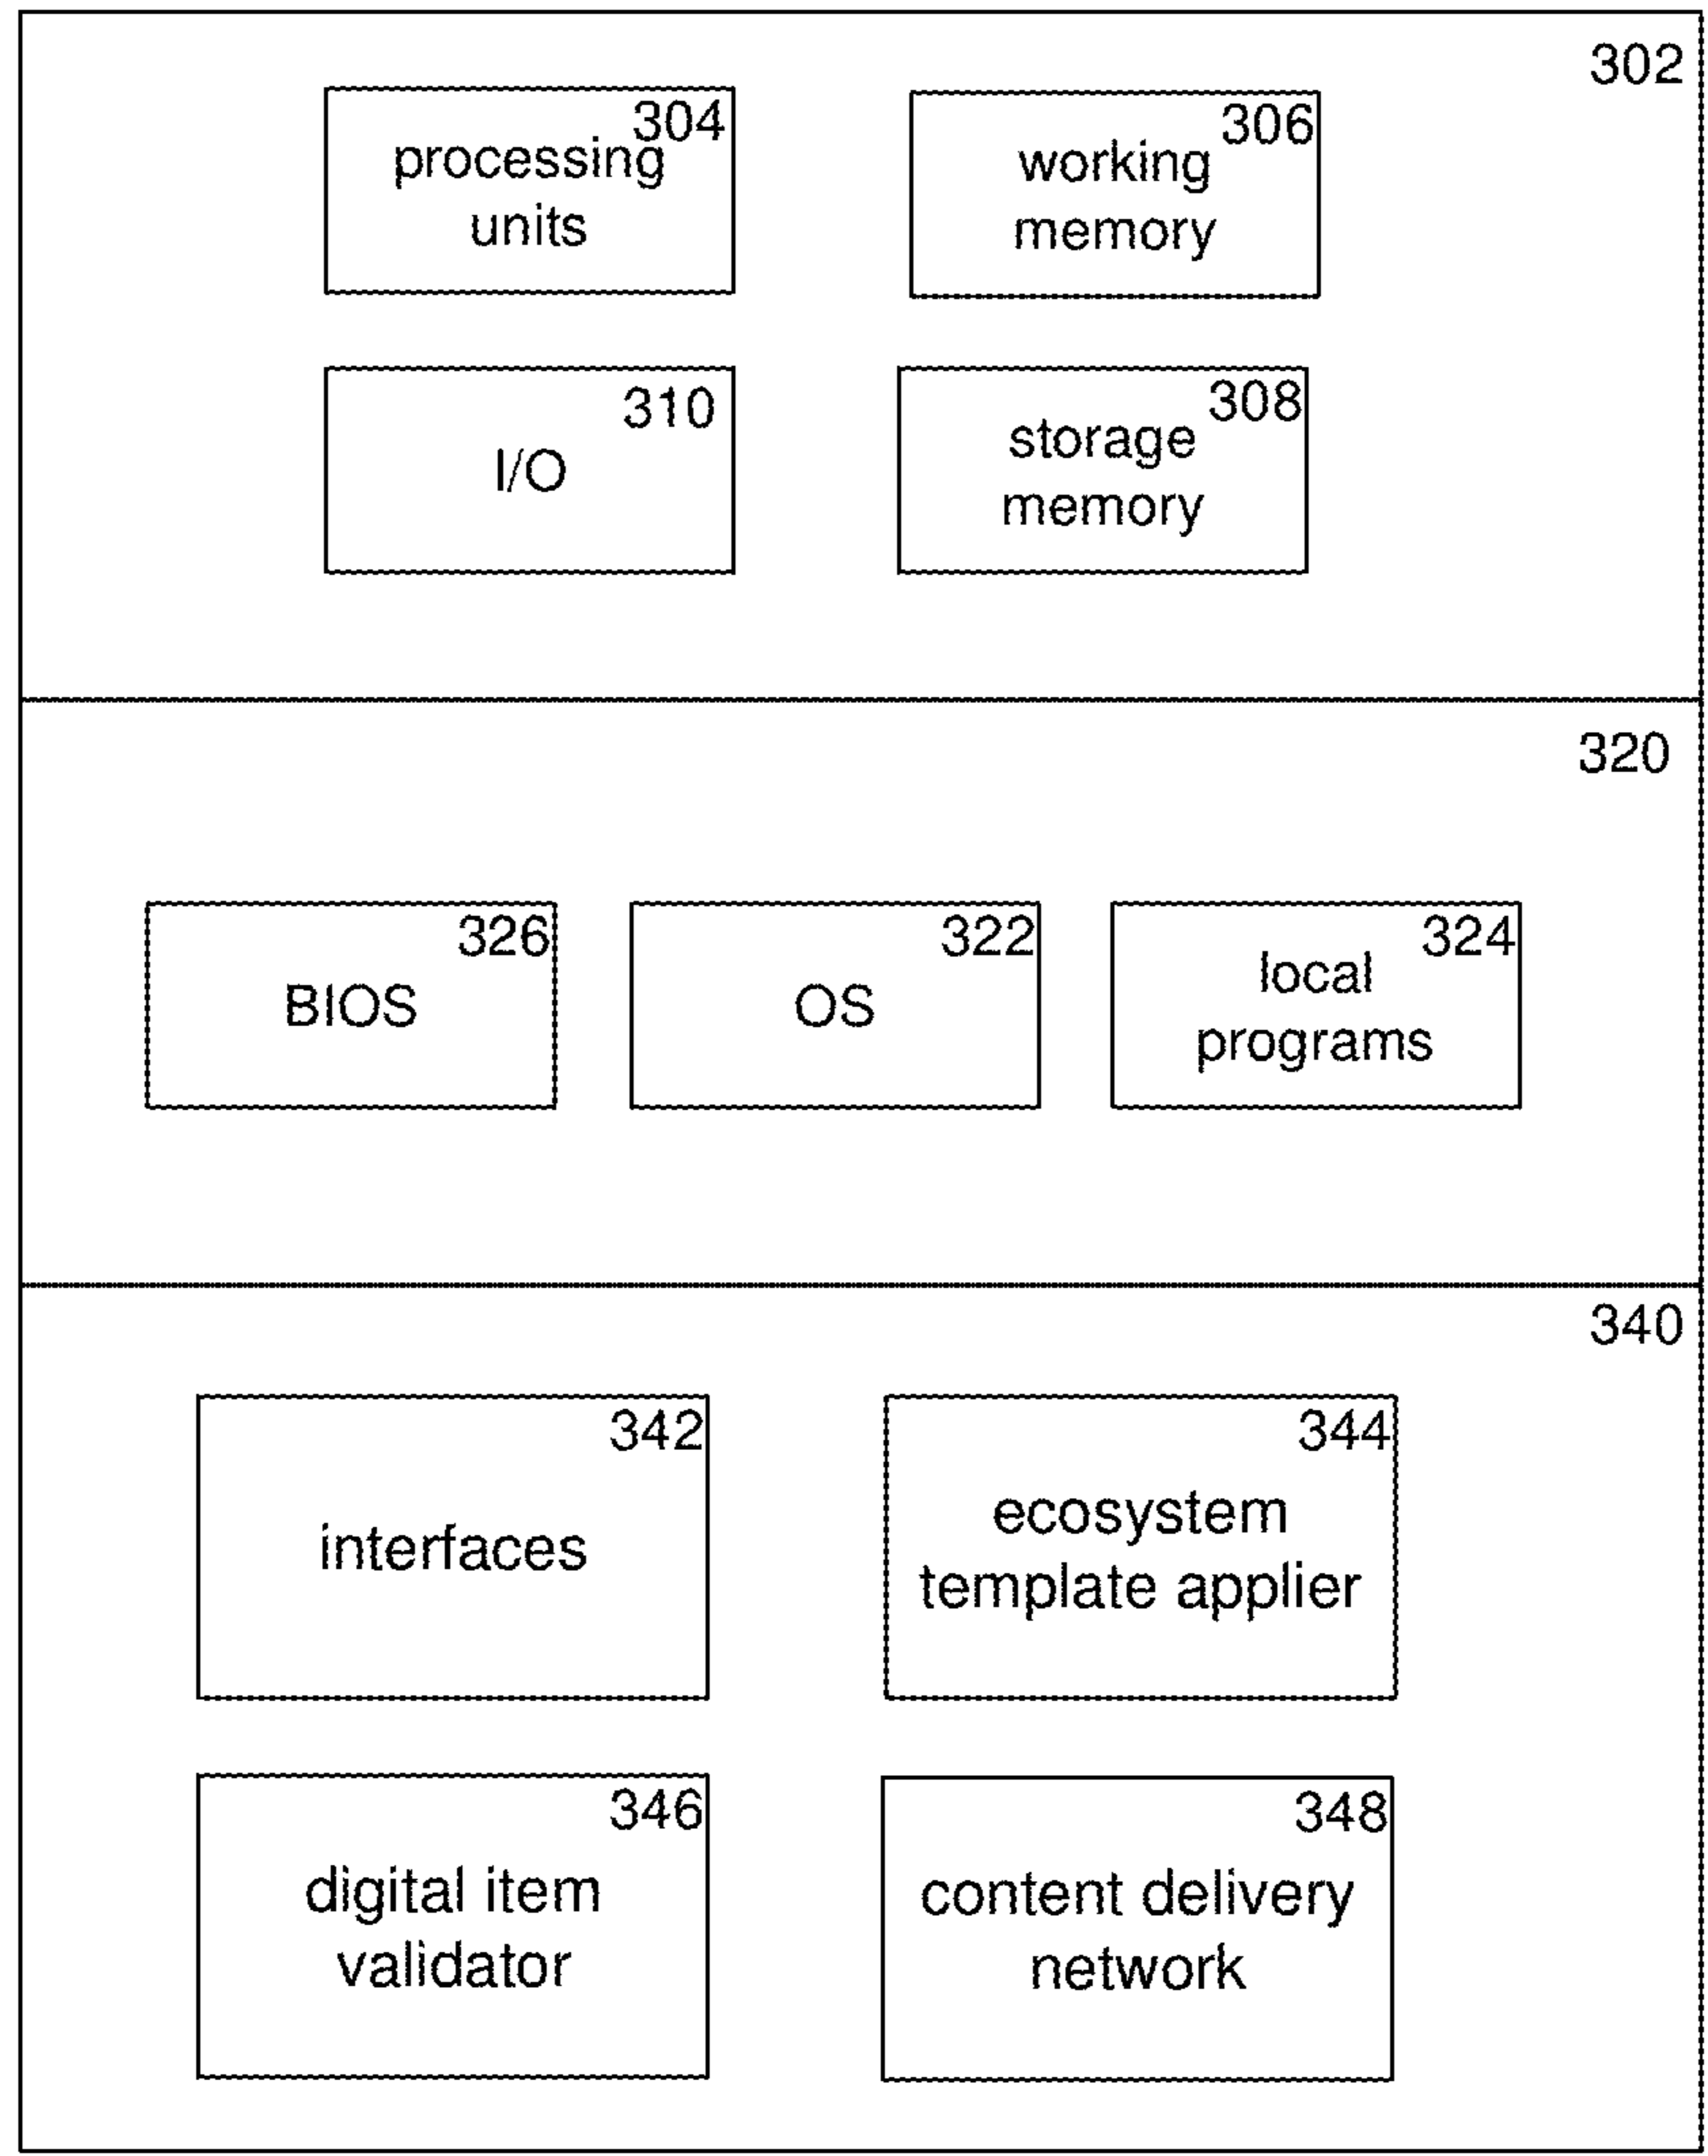 302
304
processing
units
306
working
memory
310
I/O
308
storage
memory
320
326
BIOS
322
OS
324
local
programs
340
342
interfaces
344
ecosystem
template applier
346
digital item
validator
348
content delivery
network